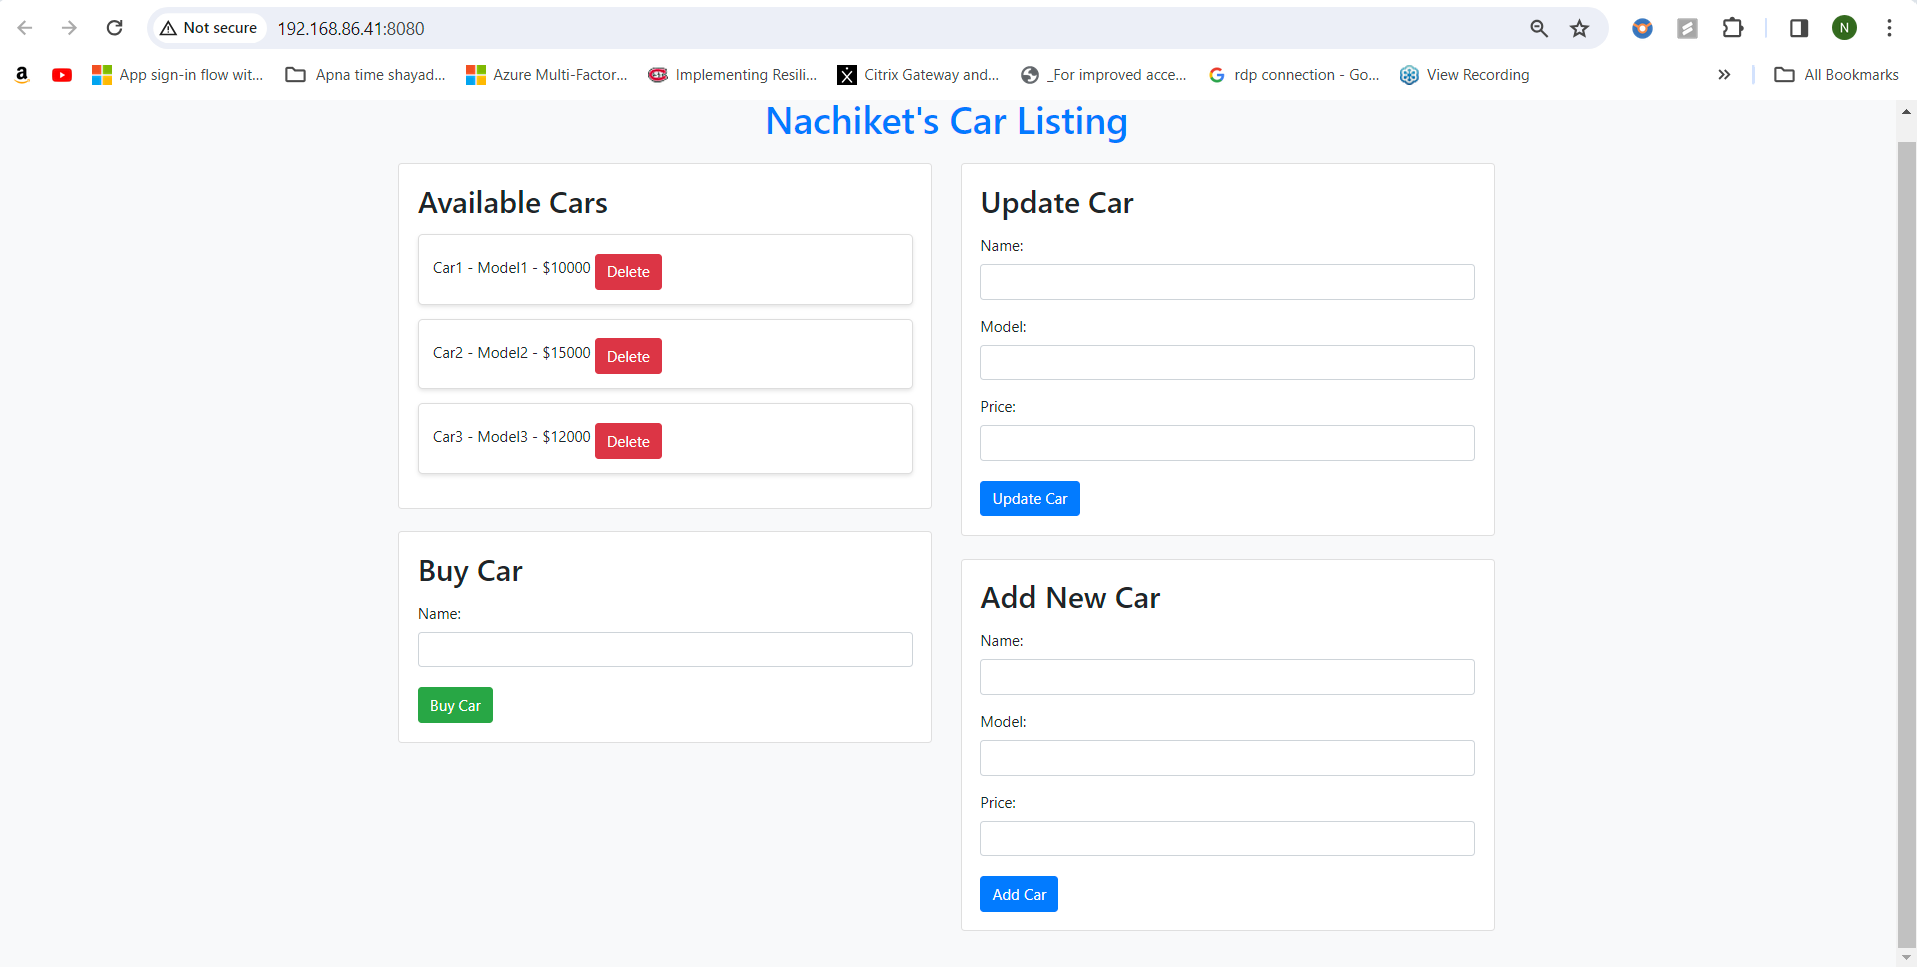 Not secure 192.168.86.41:8080
N
App sign-in flow wit... Apna time shayad... Azure Multi-Factor... Implementing Resili... Citrix Gateway and... _For improved acce... rdp connection - Go... View Recording » All Bookmarks
Nachiket's Car Listing
Available Cars
Car1 - Model1 - $10000 Delete
Car2 - Model2 - $15000 Delete
Car3 - Model3 - $12000 Delete
Buy Car
Name:
Buy Car
Update Car
Name:
Model:
Price:
Update Car
Add New Car
Name:
Model:
Price:
Add Car